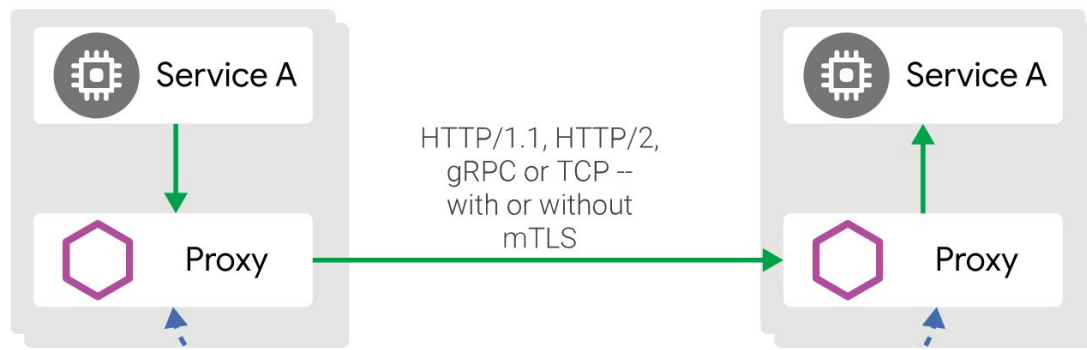 Service A
Service A
HTTP/1.1, HTTP/2,
gRPC or TCP --
with or without
mTLS
Proxy
Proxy